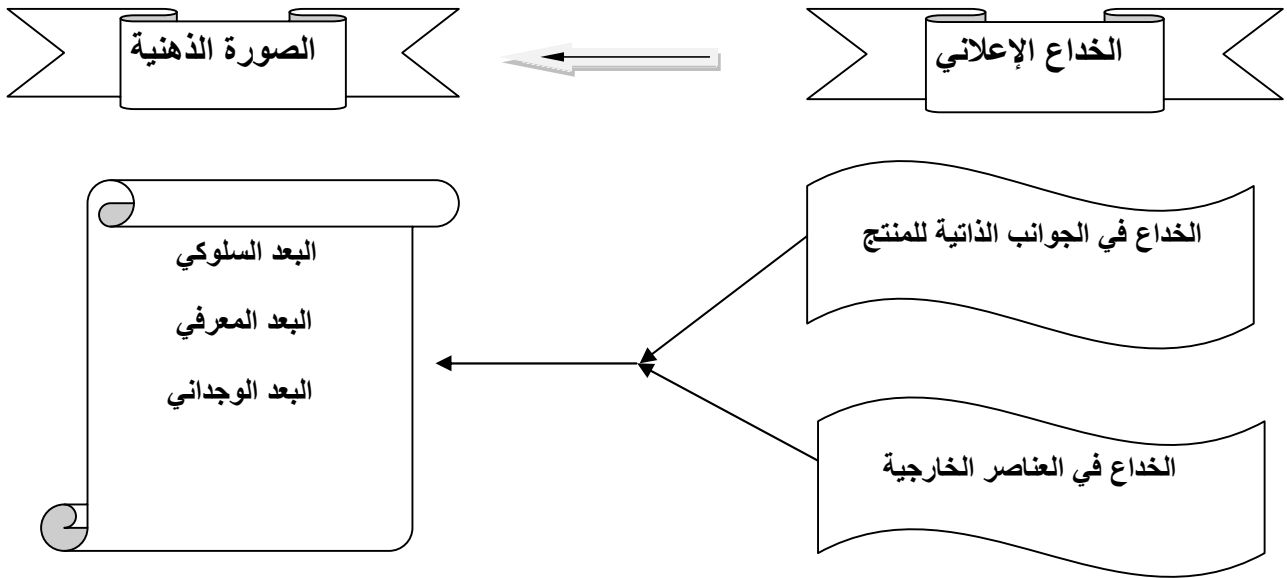 الخداع الإعلاني
الصورة الذهنية
الخداع في الجوانب الذاتية للمنتج
الخداع في العناصر الخارجية
البعد السلوكي
البعد المعرفي
البعد الوجداني